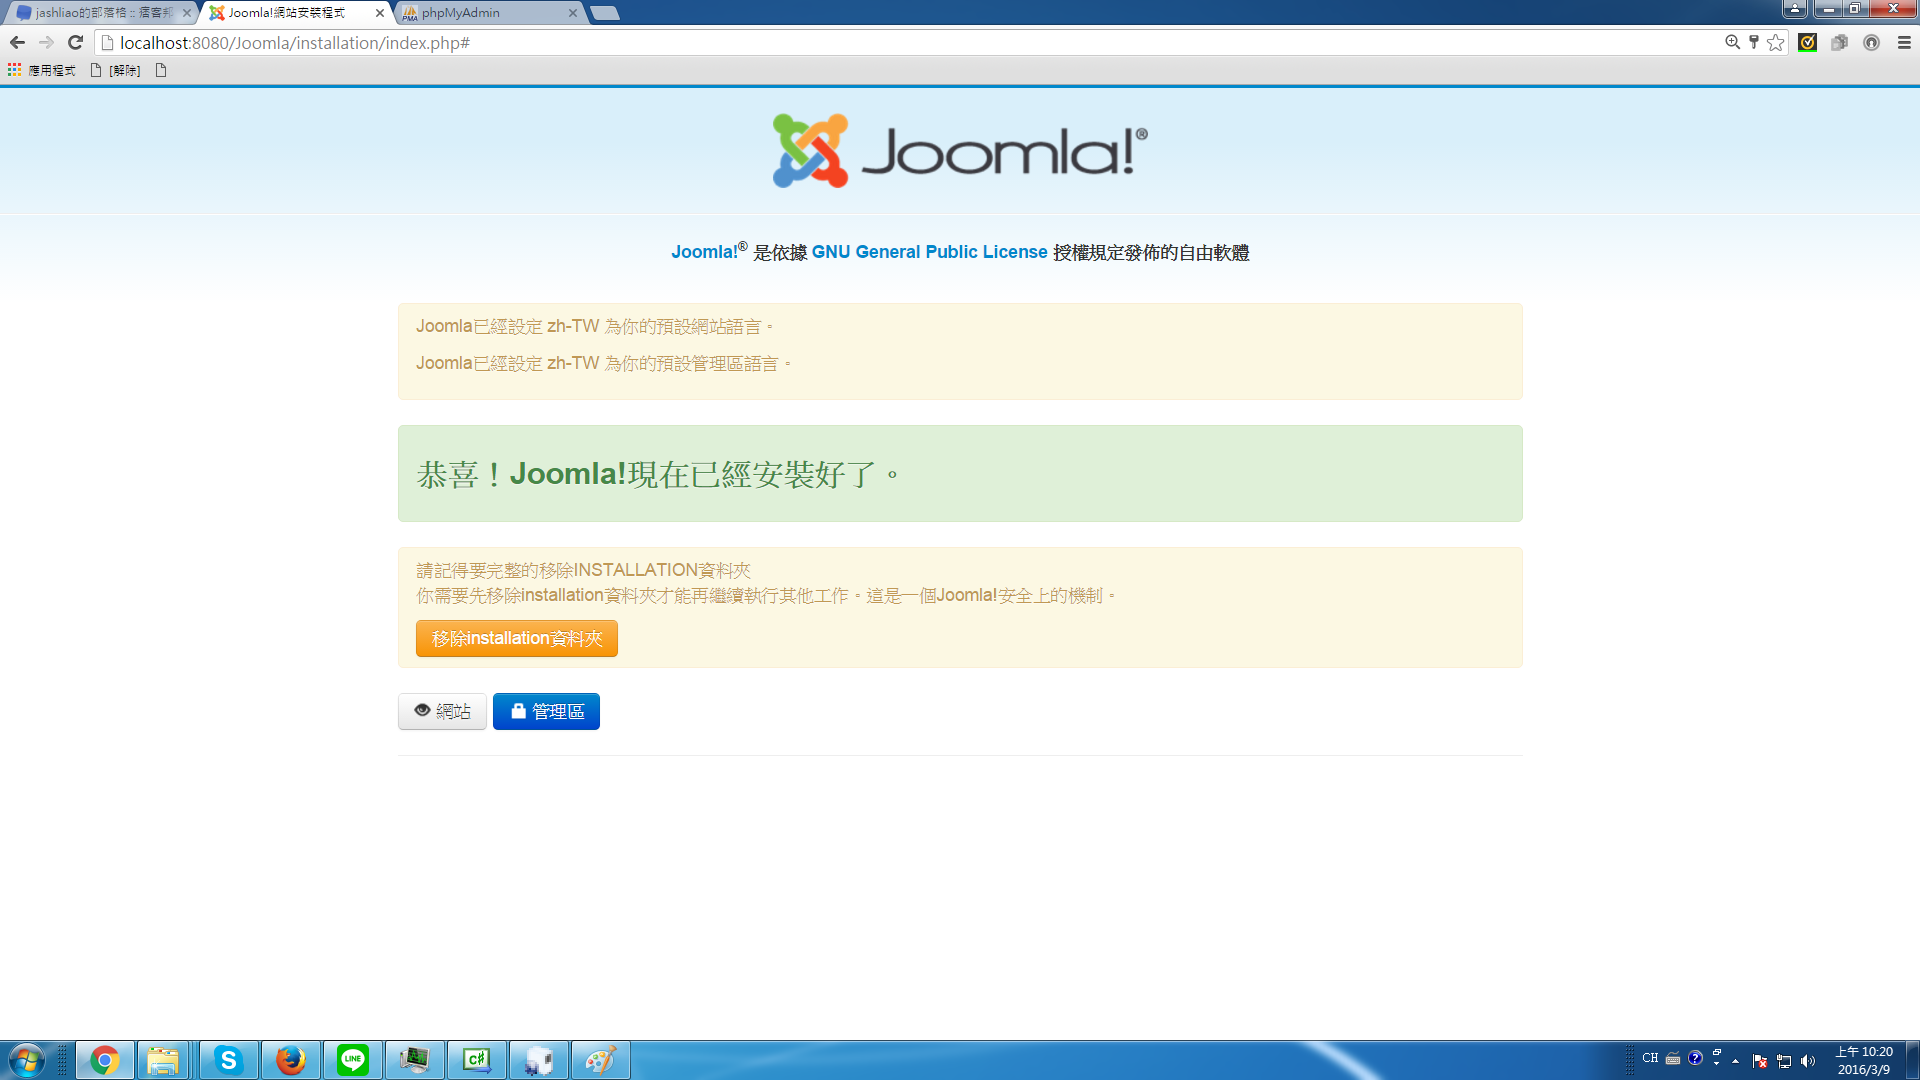 jashliao的部落格 :: 痞客邦
Joomla!網站安裝程式
phpMyAdmin
localhost:8080/Joomla/installation/index.php#
應用程式
[解除]
Joomla!®
Joomla!® 是依據 GNU General Public License 授權規定發佈的自由軟體
Joomla已經設定 zh-TW 為你的預設網站語言。
Joomla已經設定 zh-TW 為你的預設管理區語言。
恭喜！Joomla!現在已經安裝好了。
請記得要完整的移除INSTALLATION資料夾
你需要先移除installation資料夾才能再繼續執行其他工作。這是一個Joomla!安全上的機制。
移除installation資料夾
網站
管理區
LINE
C#
CH
上午 10:20
2016/3/9